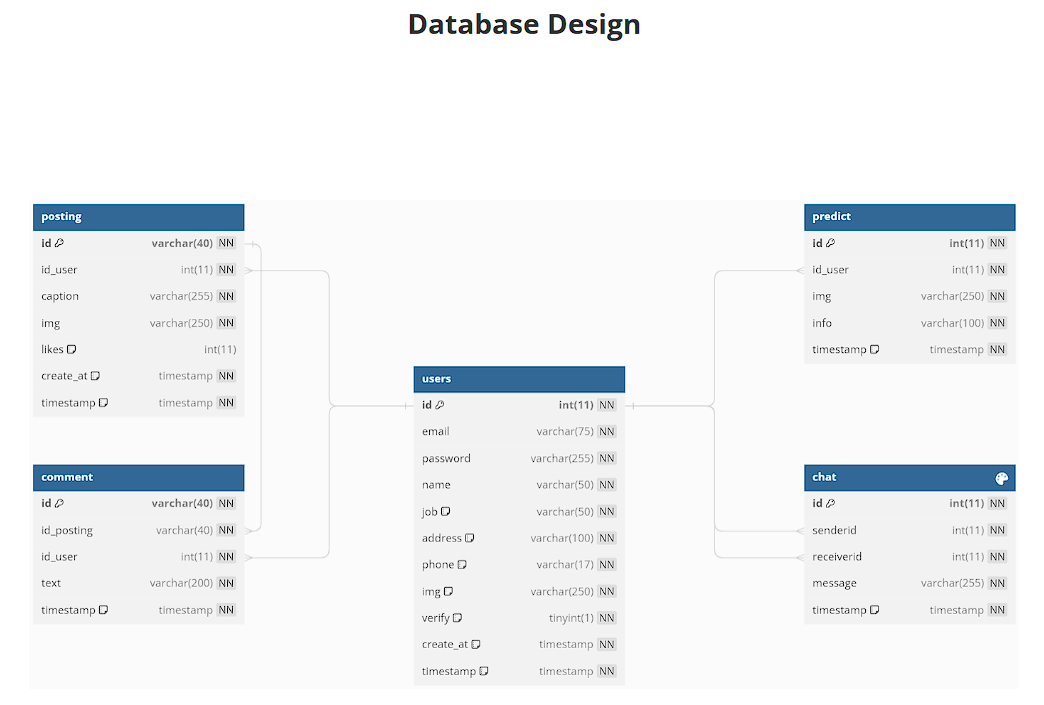 Database Design
posting
id varchar(40) NN
id_user int(11) NN
caption varchar(255) NN
img varchar(250) NN
likes int(11)
create_at timestamp NN
timestamp timestamp NN
comment
id varchar(40) NN
id_posting varchar(40) NN
id_user int(11) NN
text varchar(200) NN
timestamp timestamp NN
users
id int(11) NN
email varchar(75) NN
password varchar(255) NN
name varchar(50) NN
job varchar(50) NN
address varchar(100) NN
phone varchar(17) NN
img varchar(250) NN
verify tinyint(1) NN
create_at timestamp NN
timestamp timestamp NN
predict
id int(11) NN
id_user int(11) NN
img varchar(250) NN
info varchar(100) NN
timestamp timestamp NN
chat
id int(11) NN
senderid int(11) NN
receiverid int(11) NN
message varchar(255) NN
timestamp timestamp NN